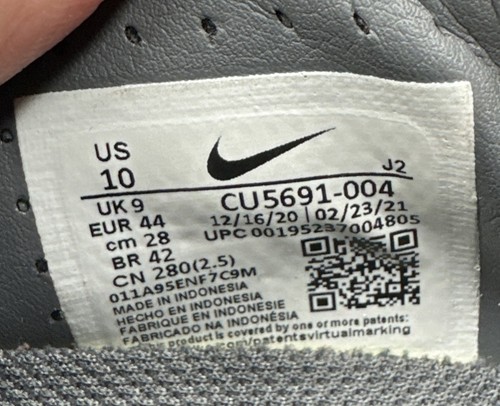 US
10
J2
UK 9
CU5691-004
EUR 44
12/16/20 | 02/23/21
cm 28
UPC 00195237004805
BR 42
CN 280(2.5)
011A95ENF7C9M
MADE IN INDONESIA
HECHO EN INDONESIA
FABRIQUE EN INDONESIE
FABRICADO NA INDONÉSIA
product is covered by one or more patents:
.com/patentsvirtualmarking